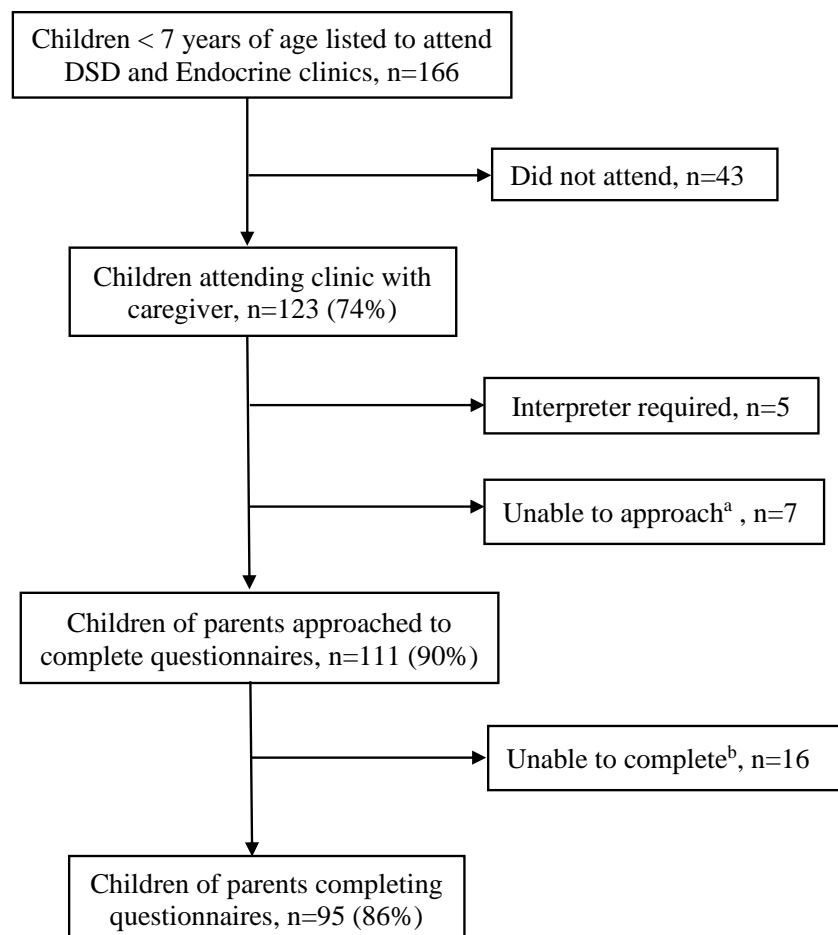 Children < 7 years of age listed to attend
DSD and Endocrine clinics, n=166
Did not attend, n=43
Children attending clinic with
caregiver, n=123 (74%)
Interpreter required, n=5
Unable to approachᵃ , n=7
Children of parents approached to
complete questionnaires, n=111 (90%)
Unable to completeᵇ, n=16
Children of parents completing
questionnaires, n=95 (86%)